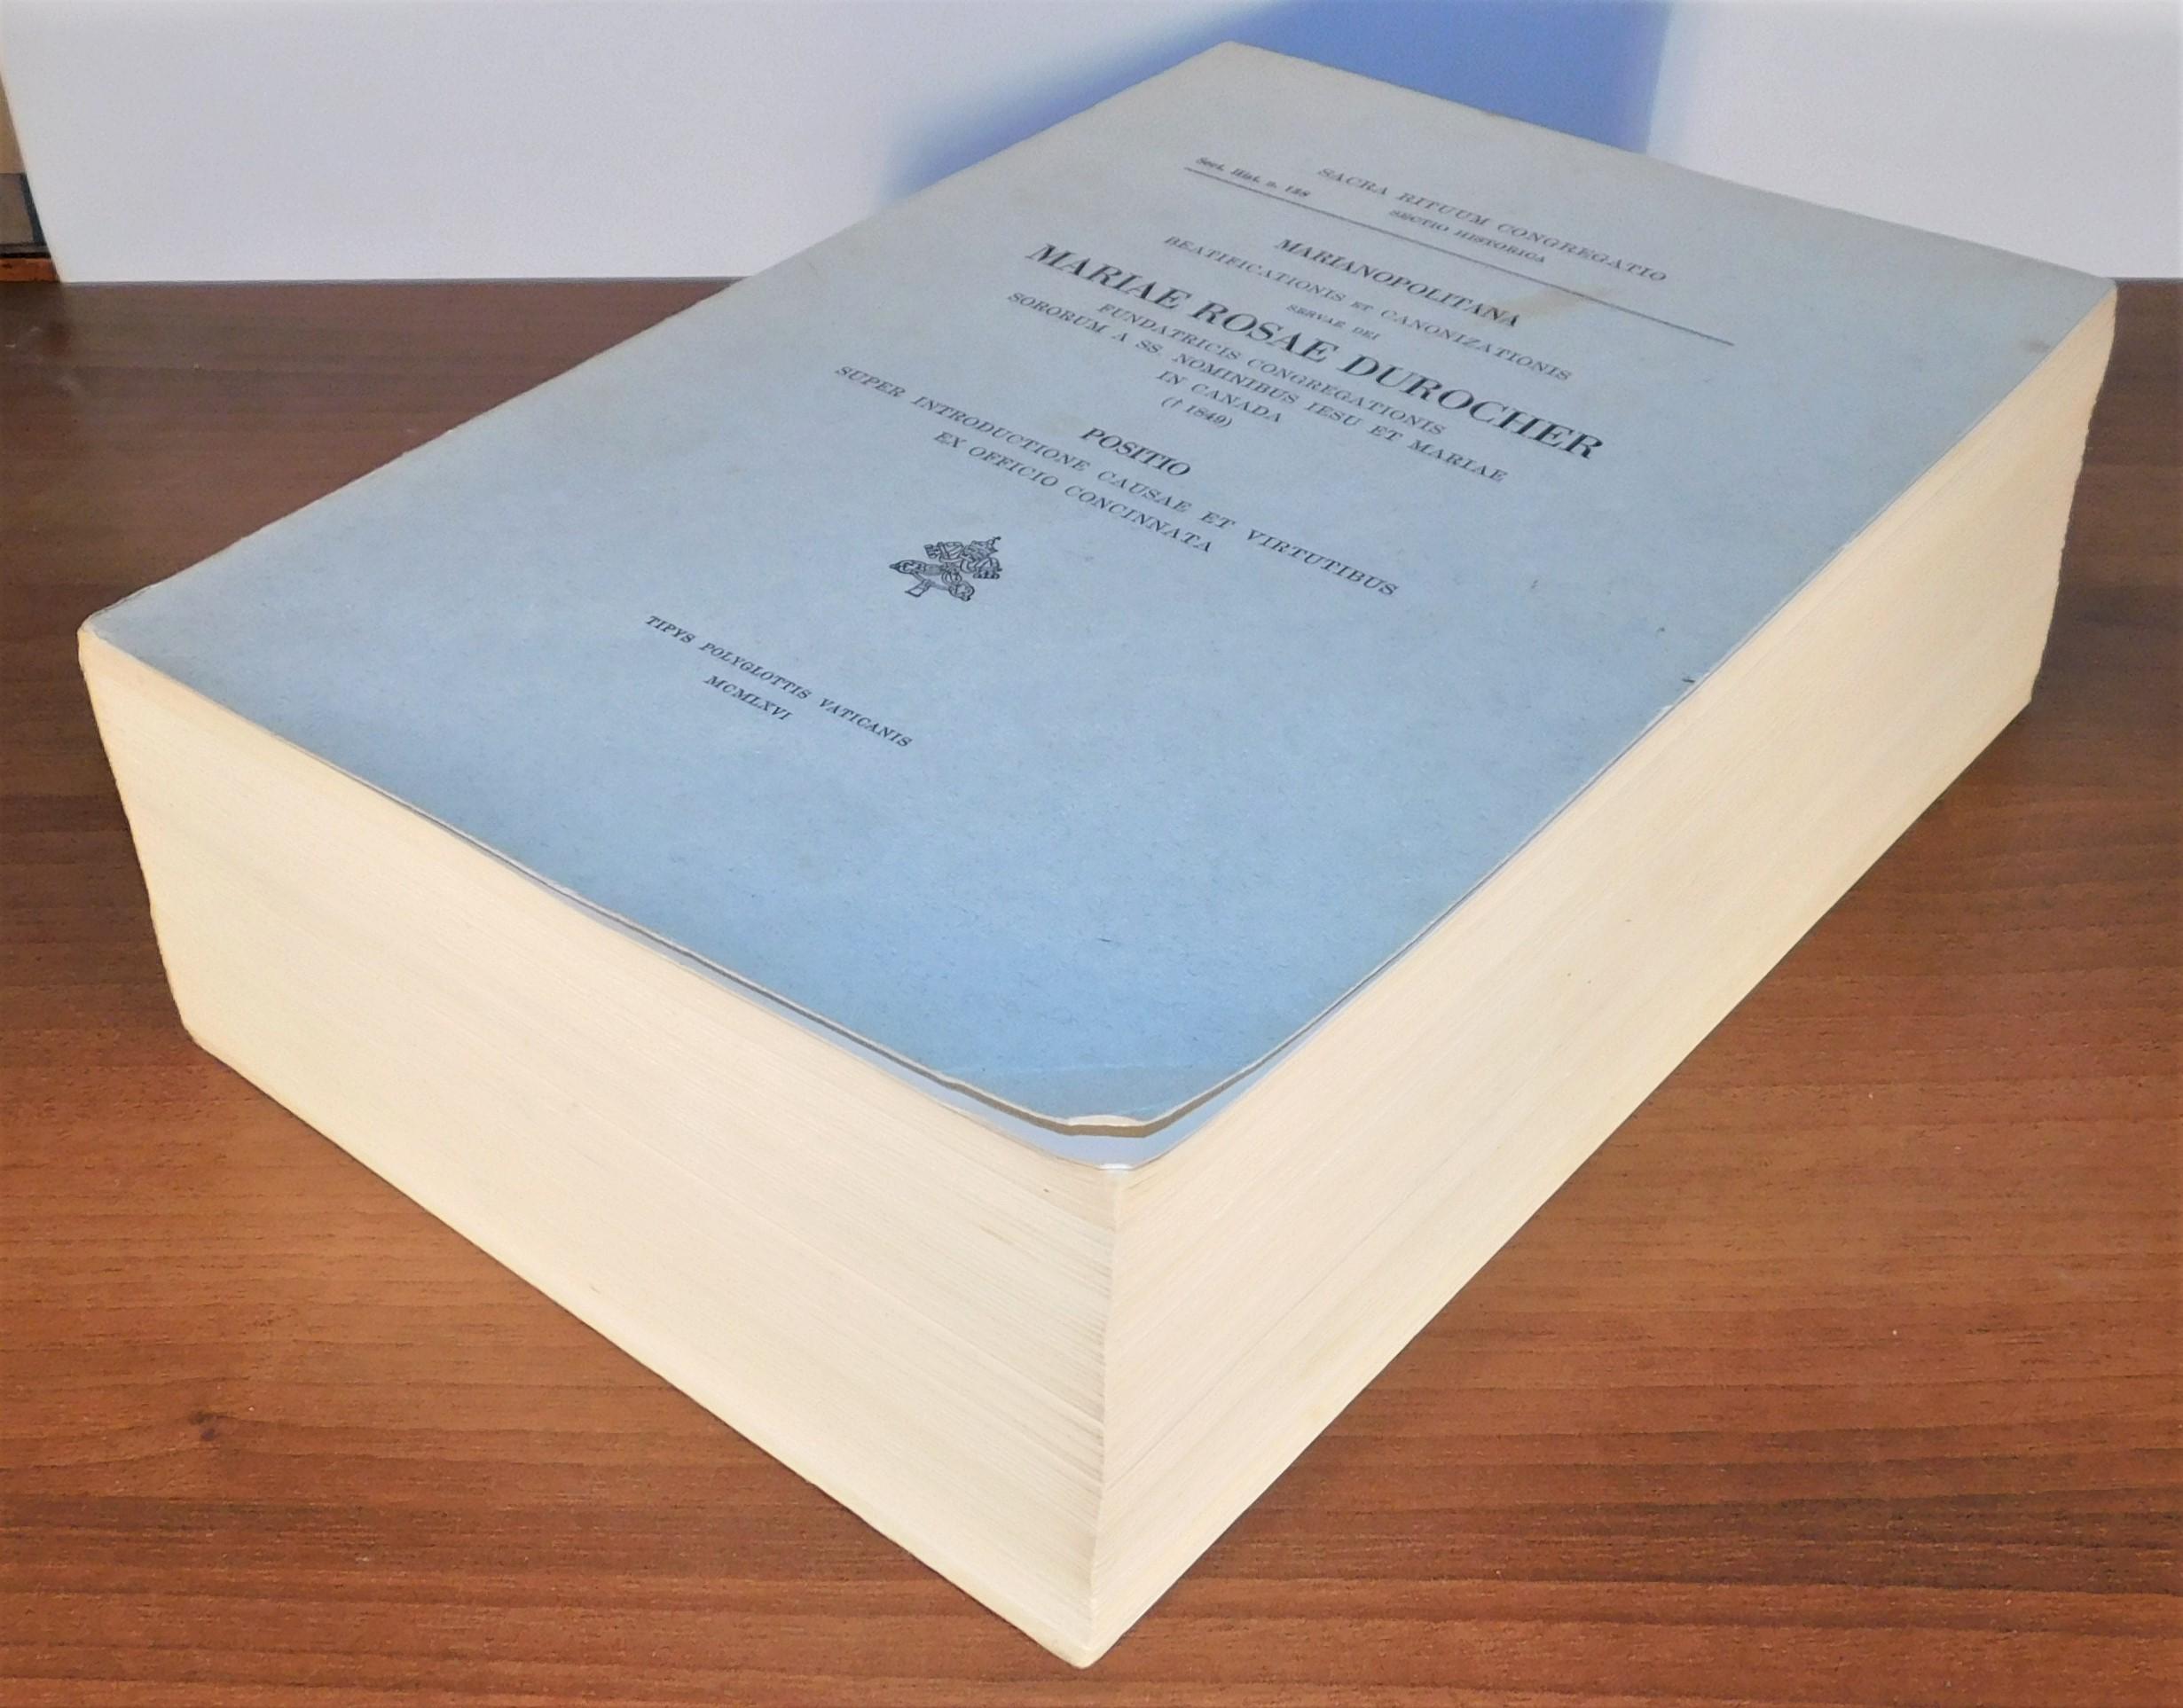 SACRA RITUUM CONGREGATIO
SECTIO HISTORICA
Sect. Hist. n. 128
MARIANOPOLITANA
BEATIFICATIONIS ET CANONIZATIONIS
SERVAE DEI
MARIAE ROSAE DUROCHER
FUNDATRICIS CONGREGATIONIS
SORORUM A SS. NOMINIBUS IESU ET MARIAE
IN CANADA
(† 1849)
POSITIO
SUPER INTRODUCTIONE CAUSAE ET VIRTUTIBUS
EX OFFICIO CONCINNATA
TIPYS POLYGLOTTIS VATICANIS
MCMLXVI